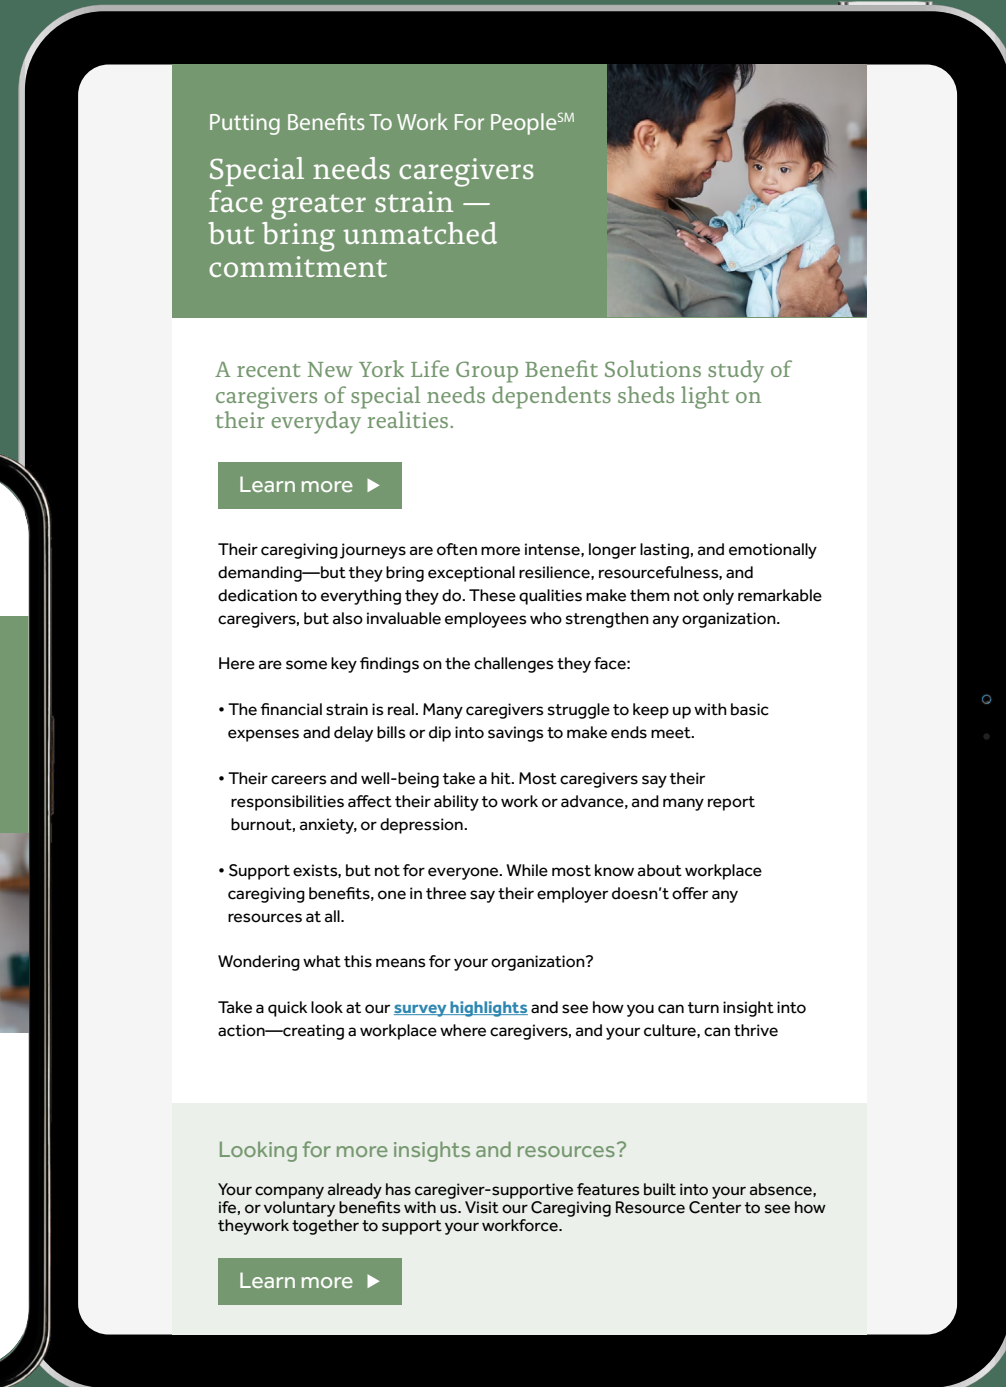 Putting Benefits To Work For People℠
Special needs caregivers
face greater strain —
but bring unmatched
commitment
A recent New York Life Group Benefit Solutions study of
caregivers of special needs dependents sheds light on
their everyday realities.
Learn more
Their caregiving journeys are often more intense, longer lasting, and emotionally
demanding—but they bring exceptional resilience, resourcefulness, and
dedication to everything they do. These qualities make them not only remarkable
caregivers, but also invaluable employees who strengthen any organization.
Here are some key findings on the challenges they face:
• The financial strain is real. Many caregivers struggle to keep up with basic
expenses and delay bills or dip into savings to make ends meet.
• Their careers and well-being take a hit. Most caregivers say their
responsibilities affect their ability to work or advance, and many report
burnout, anxiety, or depression.
• Support exists, but not for everyone. While most know about workplace
caregiving benefits, one in three say their employer doesn't offer any
resources at all.
Wondering what this means for your organization?
Take a quick look at our survey highlights and see how you can turn insight into
action—creating a workplace where caregivers, and your culture, can thrive
Looking for more insights and resources?
Your company already has caregiver-supportive features built into your absence,
ife, or voluntary benefits with us. Visit our Caregiving Resource Center to see how
theywork together to support your workforce.
Learn more